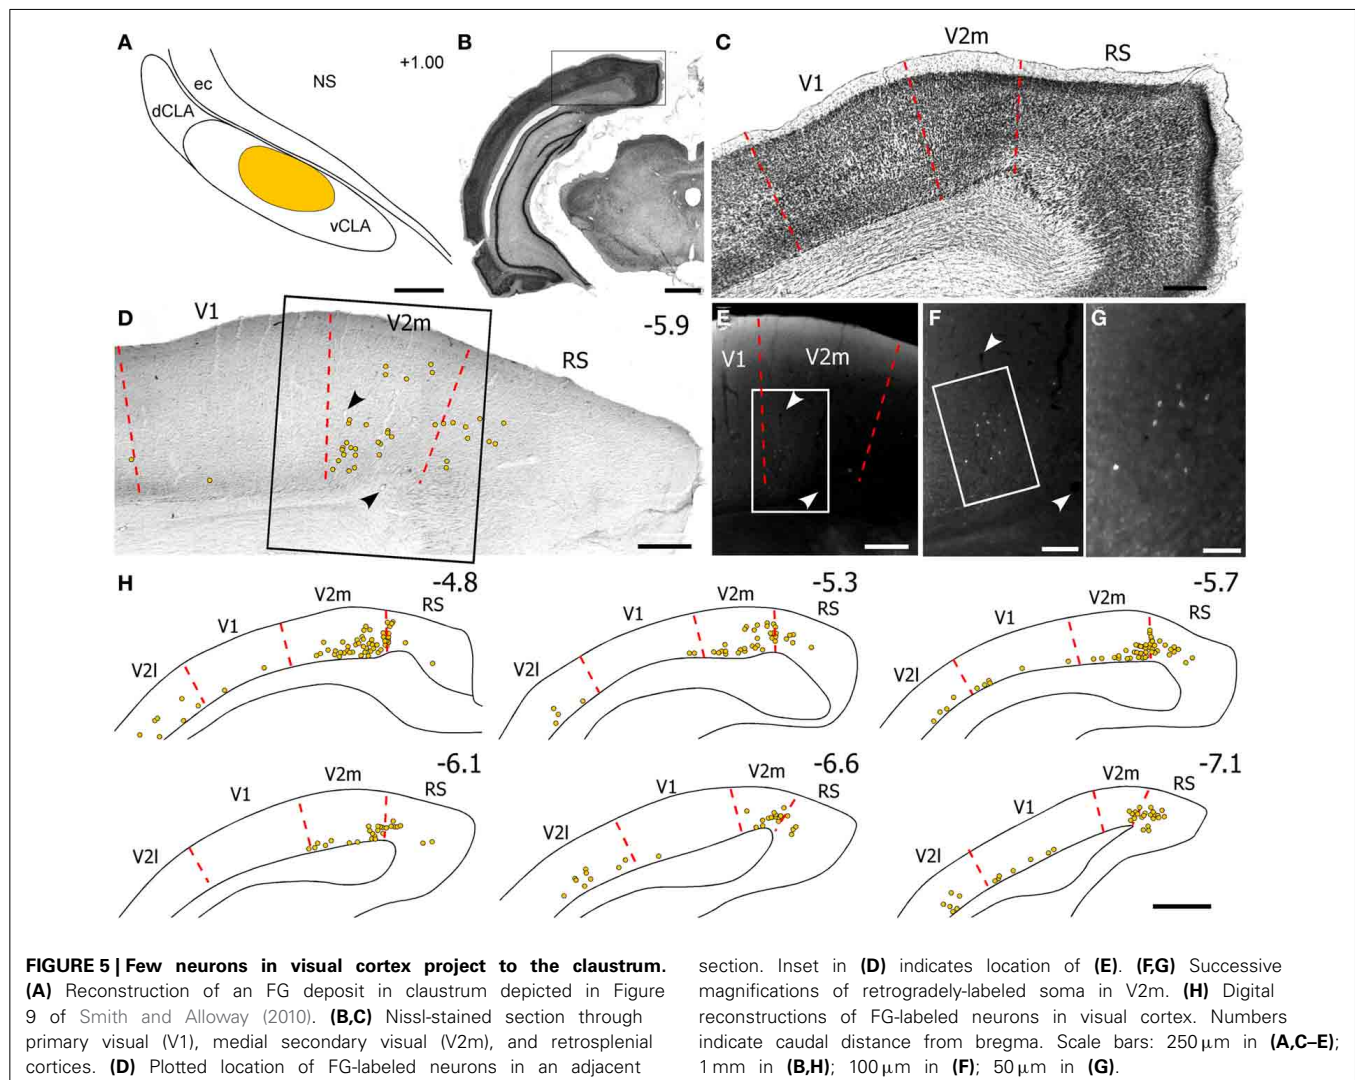 A
+1.00
ec
NS
dCLA
vCLA
B
C
V2m
RS
V1
D
V1
V2m
-5.9
RS
E
V1
V2m
F
G
H
-4.8
V2m
RS
V1
V2l
-5.3
V2m
V1
RS
V2l
-5.7
V2m
RS
V1
V2l
-6.1
V2m
RS
V1
V2l
-6.6
V2m
RS
V1
V2l
-7.1
V2m
RS
V1
V2l
FIGURE 5 | Few neurons in visual cortex project to the claustrum.
(A) Reconstruction of an FG deposit in claustrum depicted in Figure
9 of Smith and Alloway (2010). (B,C) Nissl-stained section through
primary visual (V1), medial secondary visual (V2m), and retrosplenial
cortices. (D) Plotted location of FG-labeled neurons in an adjacent
section. Inset in (D) indicates location of (E). (F,G) Successive
magnifications of retrogradely-labeled soma in V2m. (H) Digital
reconstructions of FG-labeled neurons in visual cortex. Numbers
indicate caudal distance from bregma. Scale bars: 250 μm in (A,C–E);
1 mm in (B,H); 100 μm in (F); 50 μm in (G).